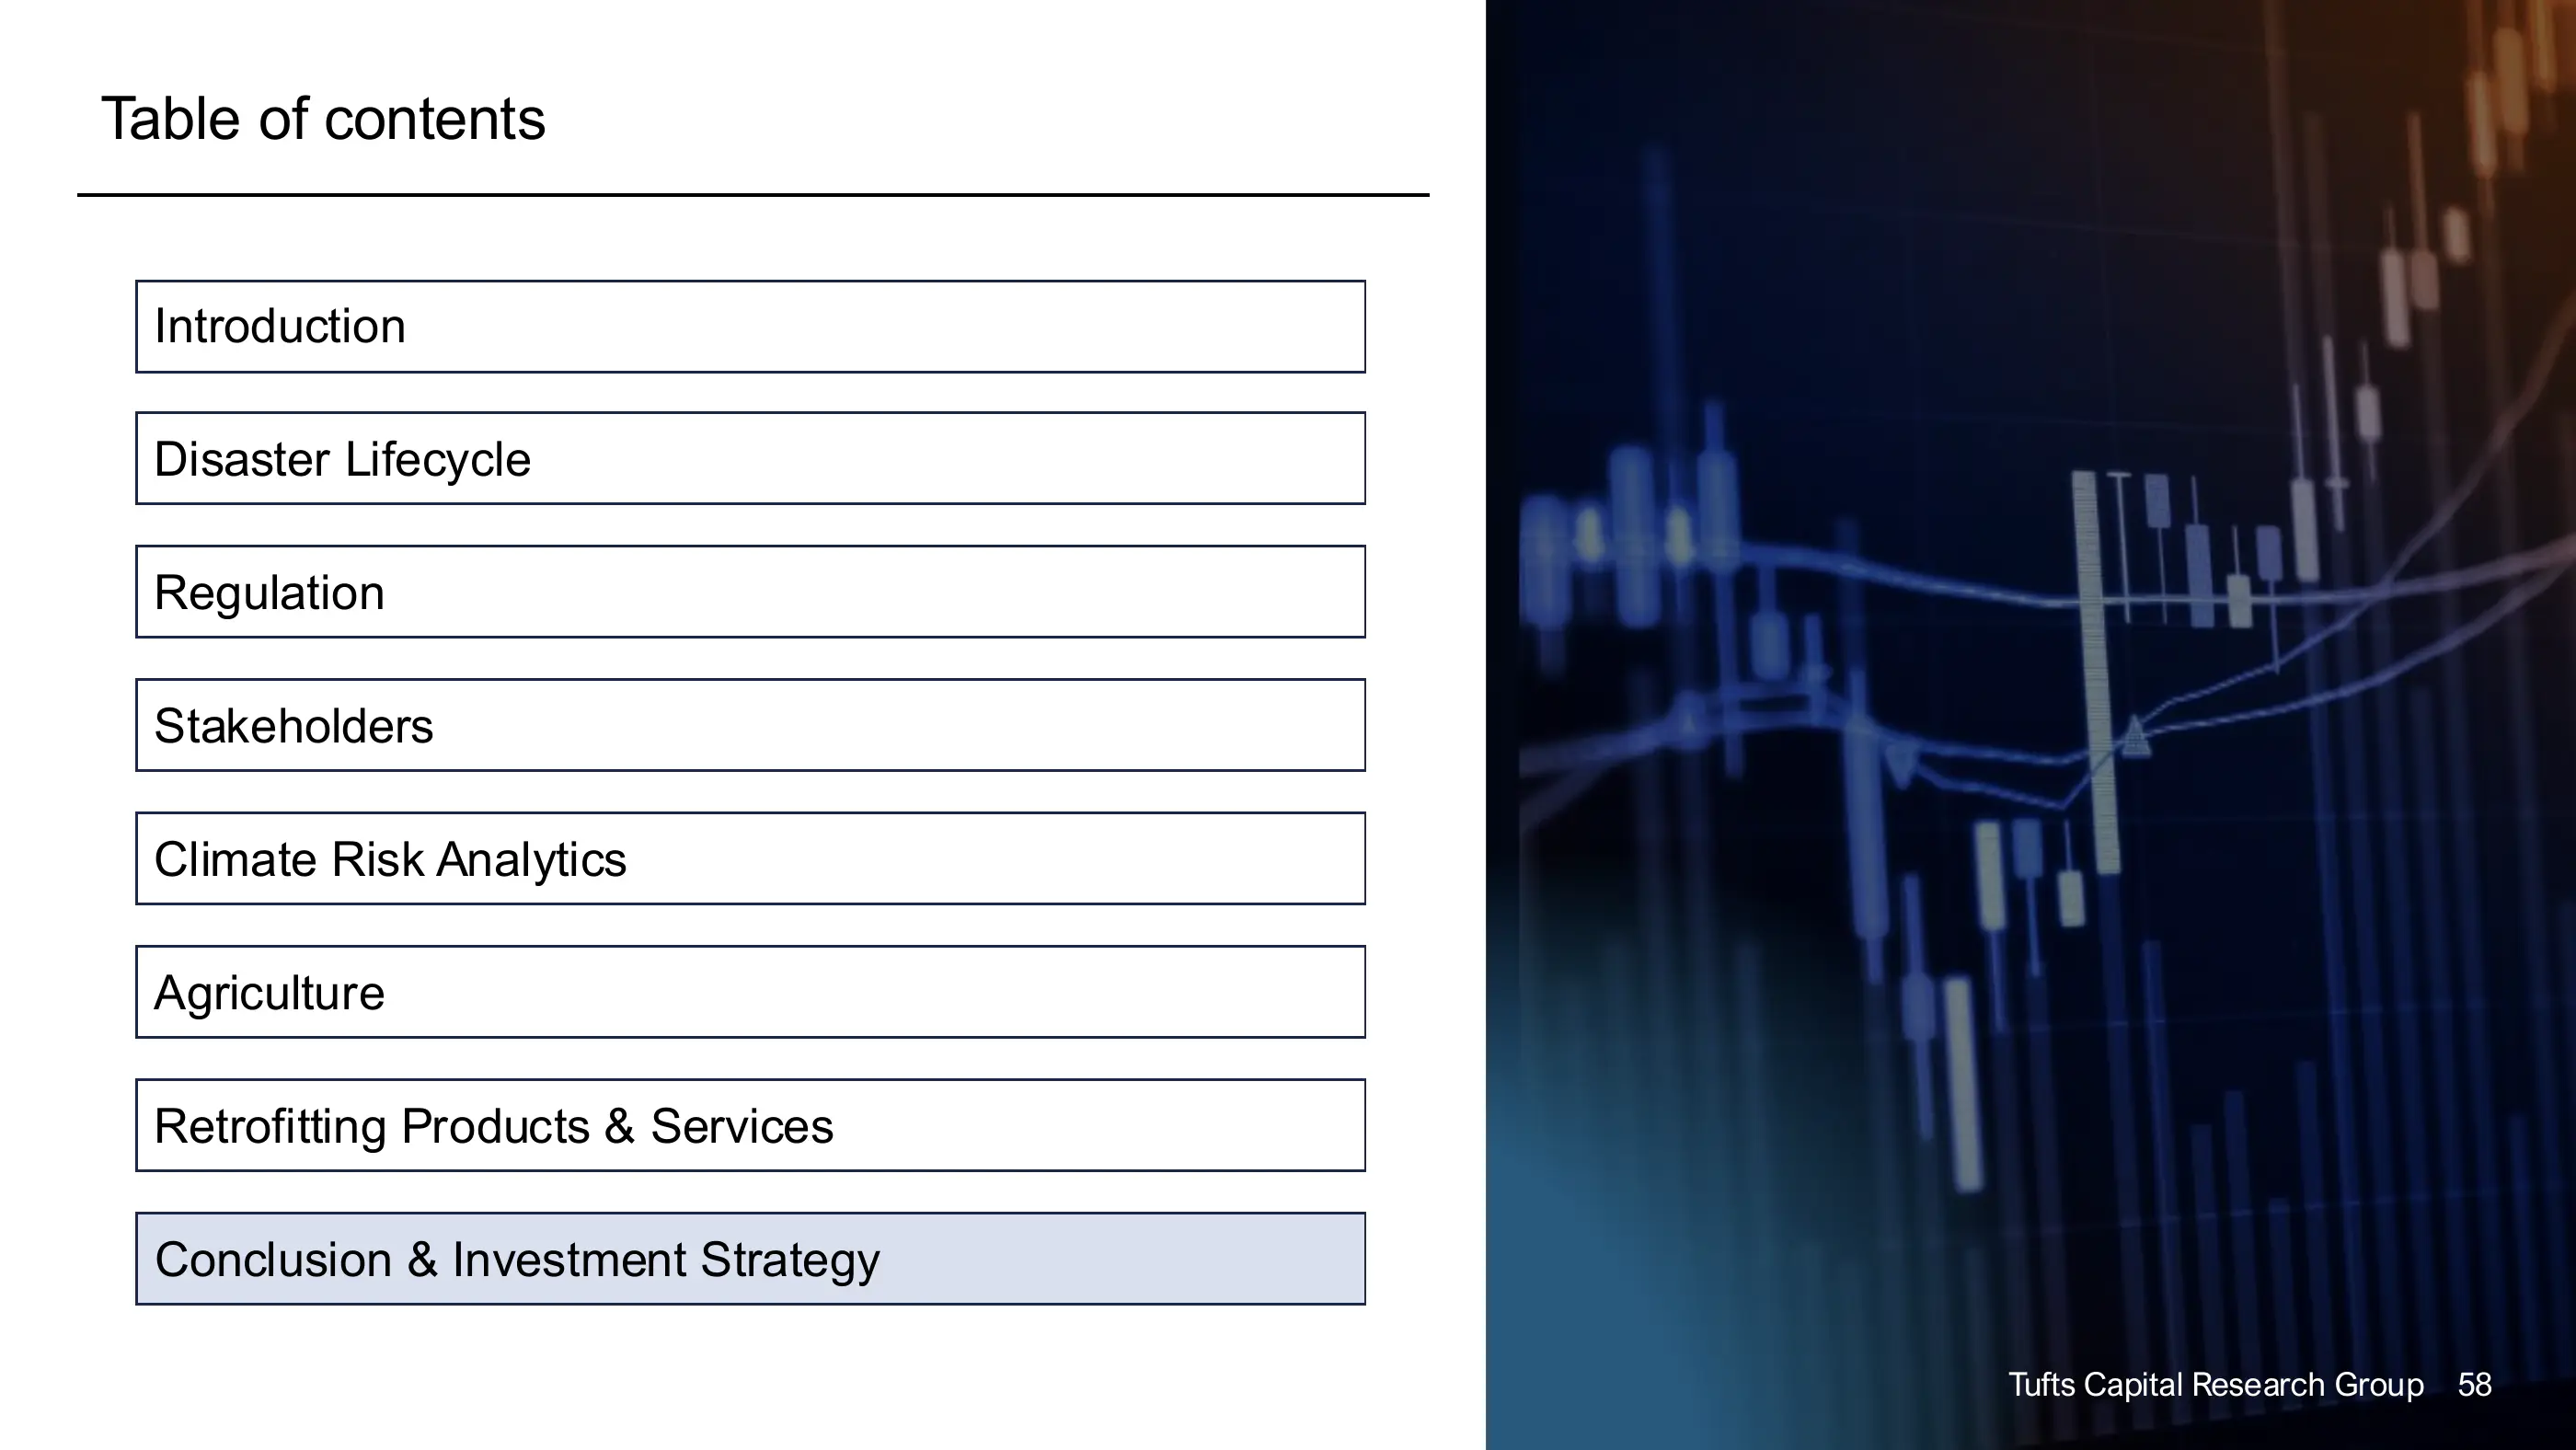 Table of contents
Introduction
Disaster Lifecycle
Regulation
Stakeholders
Climate Risk Analytics
Agriculture
Retrofitting Products & Services
Conclusion & Investment Strategy
Tufts Capital Research Group 58